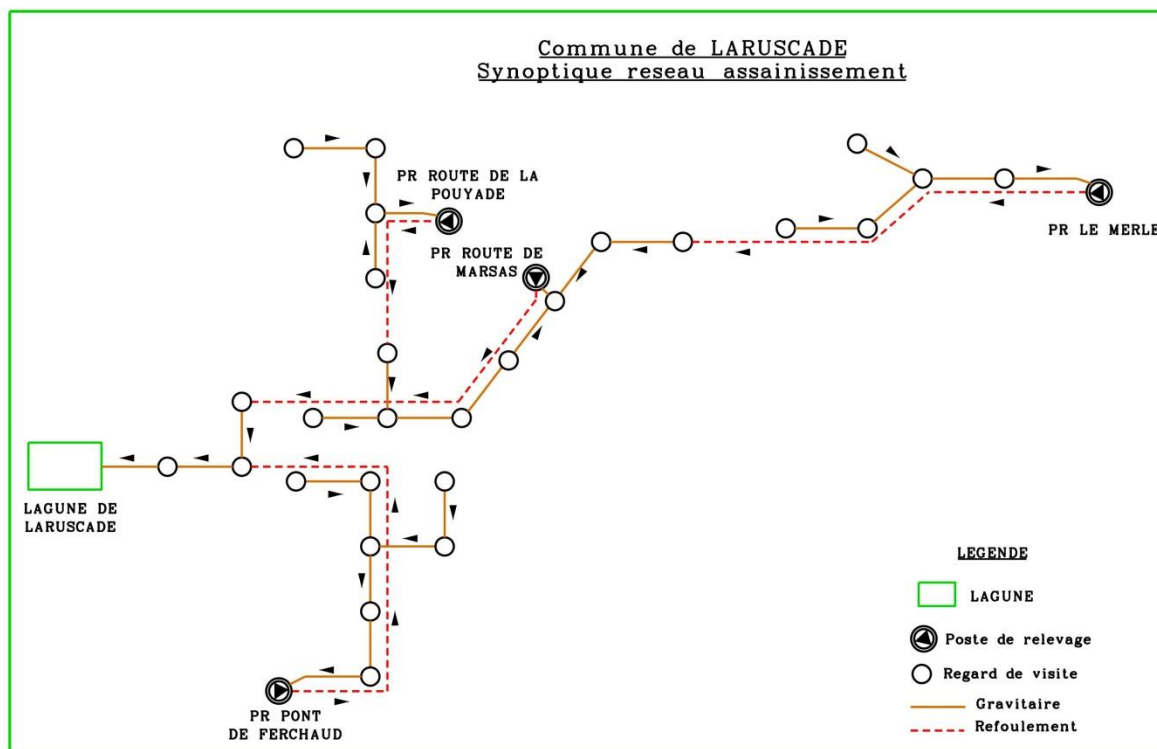 Commune de LARUSCADE
Synoptique reseau assainissement
PR ROUTE DE LA
POUYADE
PR ROUTE DE
MARSAS
PR LE MERLE
LAGUNE DE
LARUSCADE
PR PONT
DE FERCHAUD
LEGENDE
LAGUNE
Poste de relevage
Regard de visite
Gravitaire
Refoulement